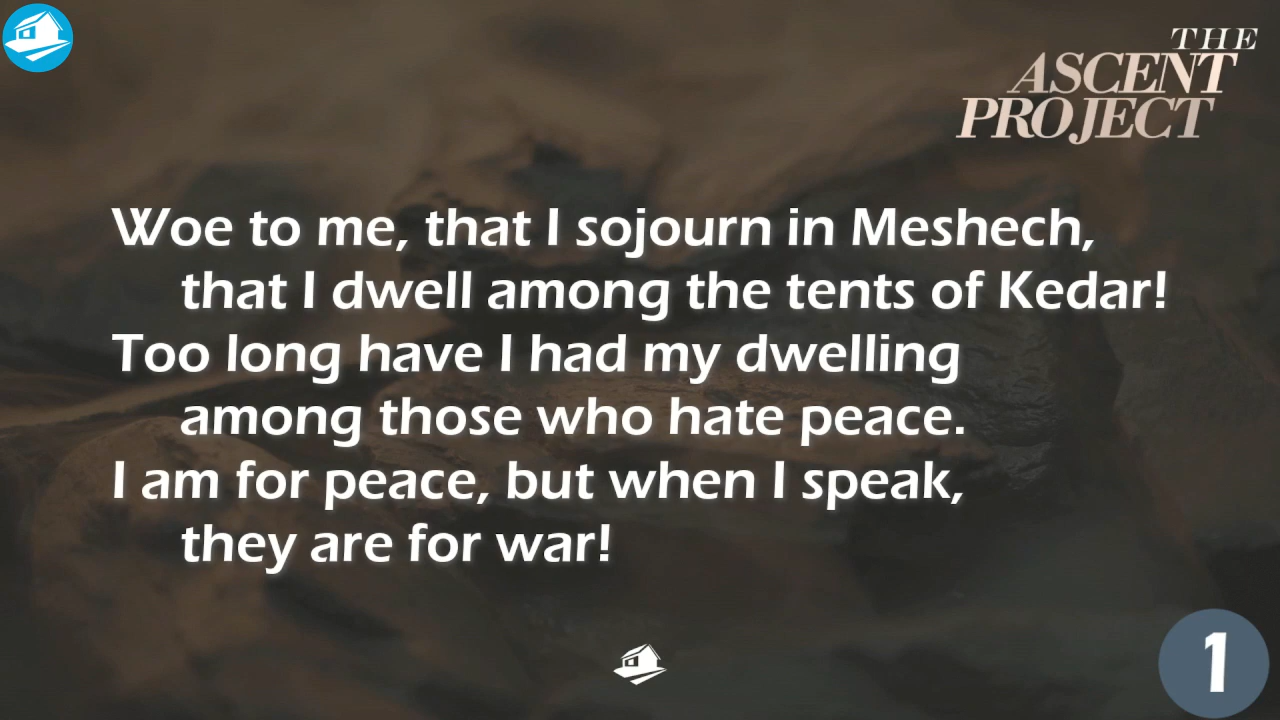 THE
ASCENT
PROJECT
Woe to me, that I sojourn in Meshech,
that I dwell among the tents of Kedar!
Too long have I had my dwelling
among those who hate peace.
I am for peace, but when I speak,
they are for war!
1